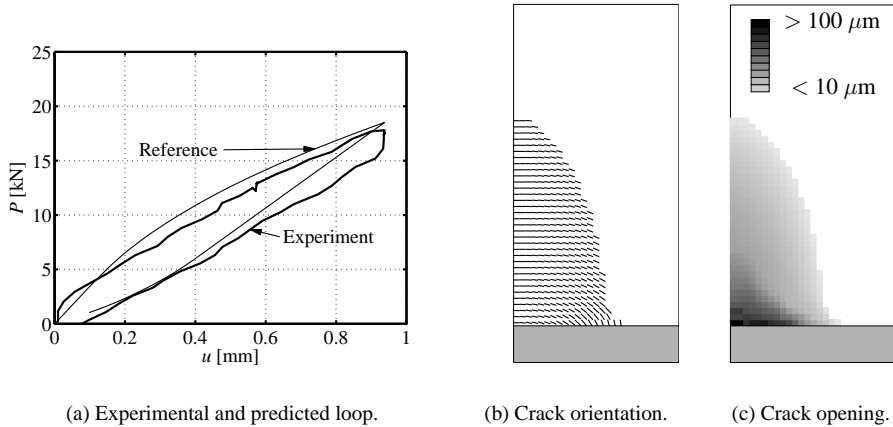 25
20
15
10
5
0
P [kN]
Reference
Experiment
0 0.2 0.4 0.6 0.8 1
u [mm]
> 100 μm
< 10 μm
(a) Experimental and predicted loop.
(b) Crack orientation.
(c) Crack opening.